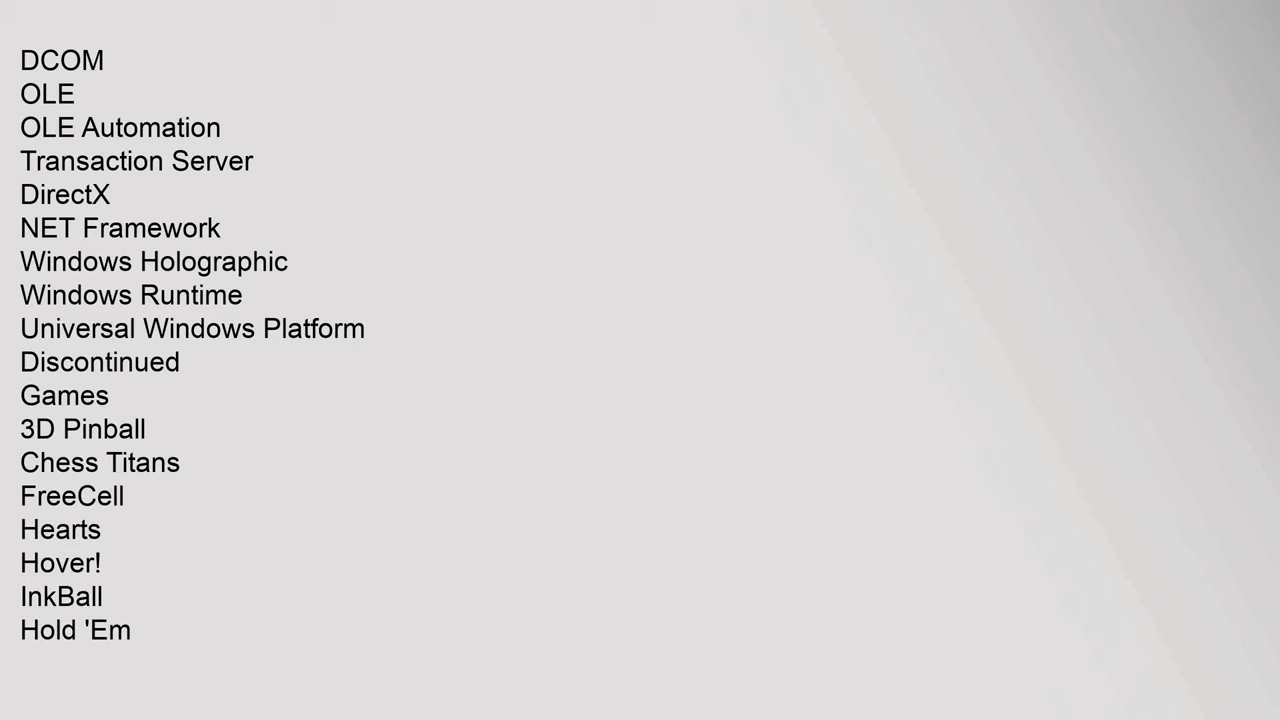 DCOM
OLE
OLE Automation
Transaction Server
DirectX
NET Framework
Windows Holographic
Windows Runtime
Universal Windows Platform
Discontinued
Games
3D Pinball
Chess Titans
FreeCell
Hearts
Hover!
InkBall
Hold 'Em